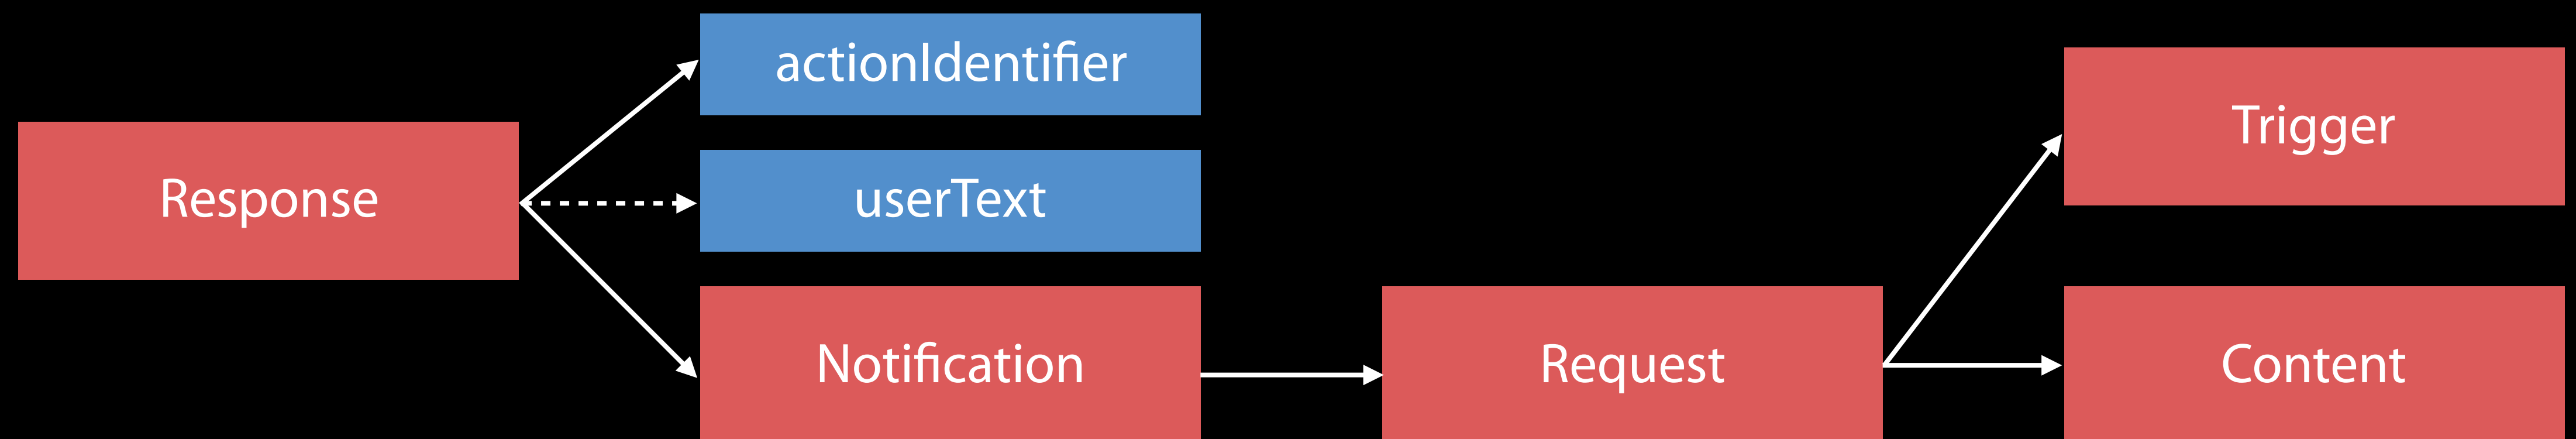 actionIdentifier
Response
userText
Notification
Request
Trigger
Content